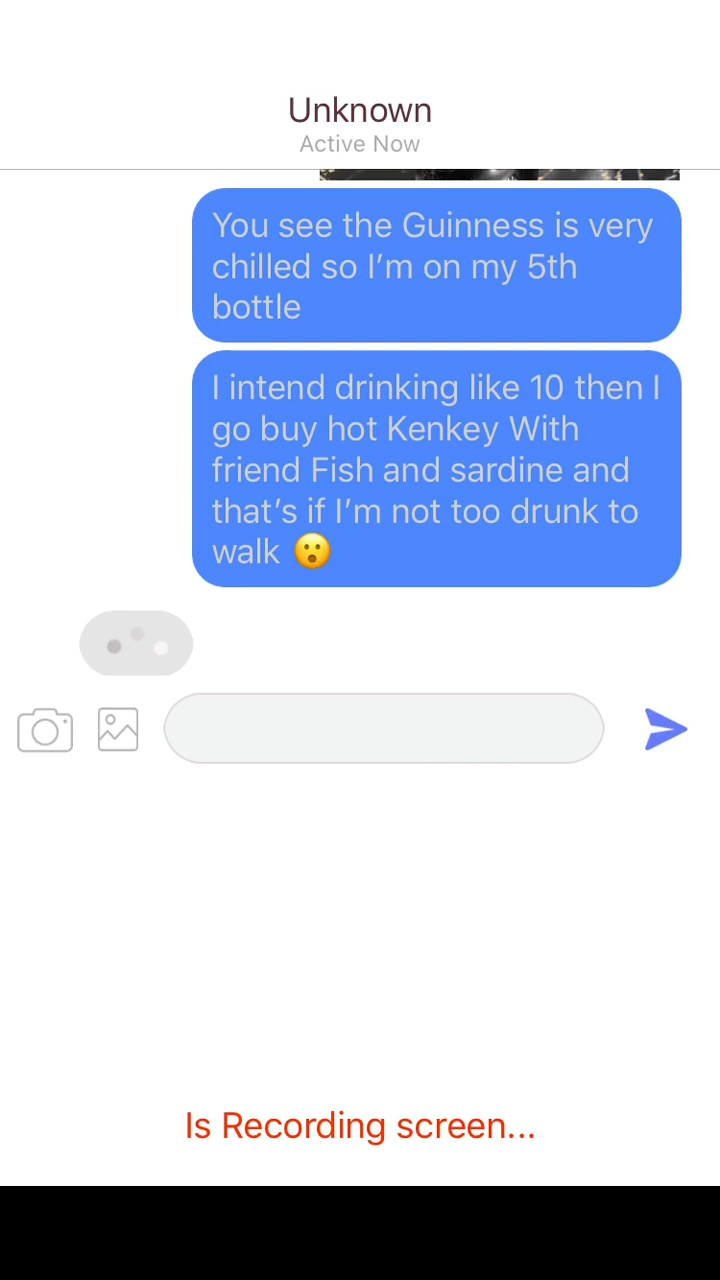 Unknown
Active Now
You see the Guinness is very
chilled so I’m on my 5th
bottle
I intend drinking like 10 then I
go buy hot Kenkey With
friend Fish and sardine and
that’s if I’m not too drunk to
walk 😮
Is Recording screen...